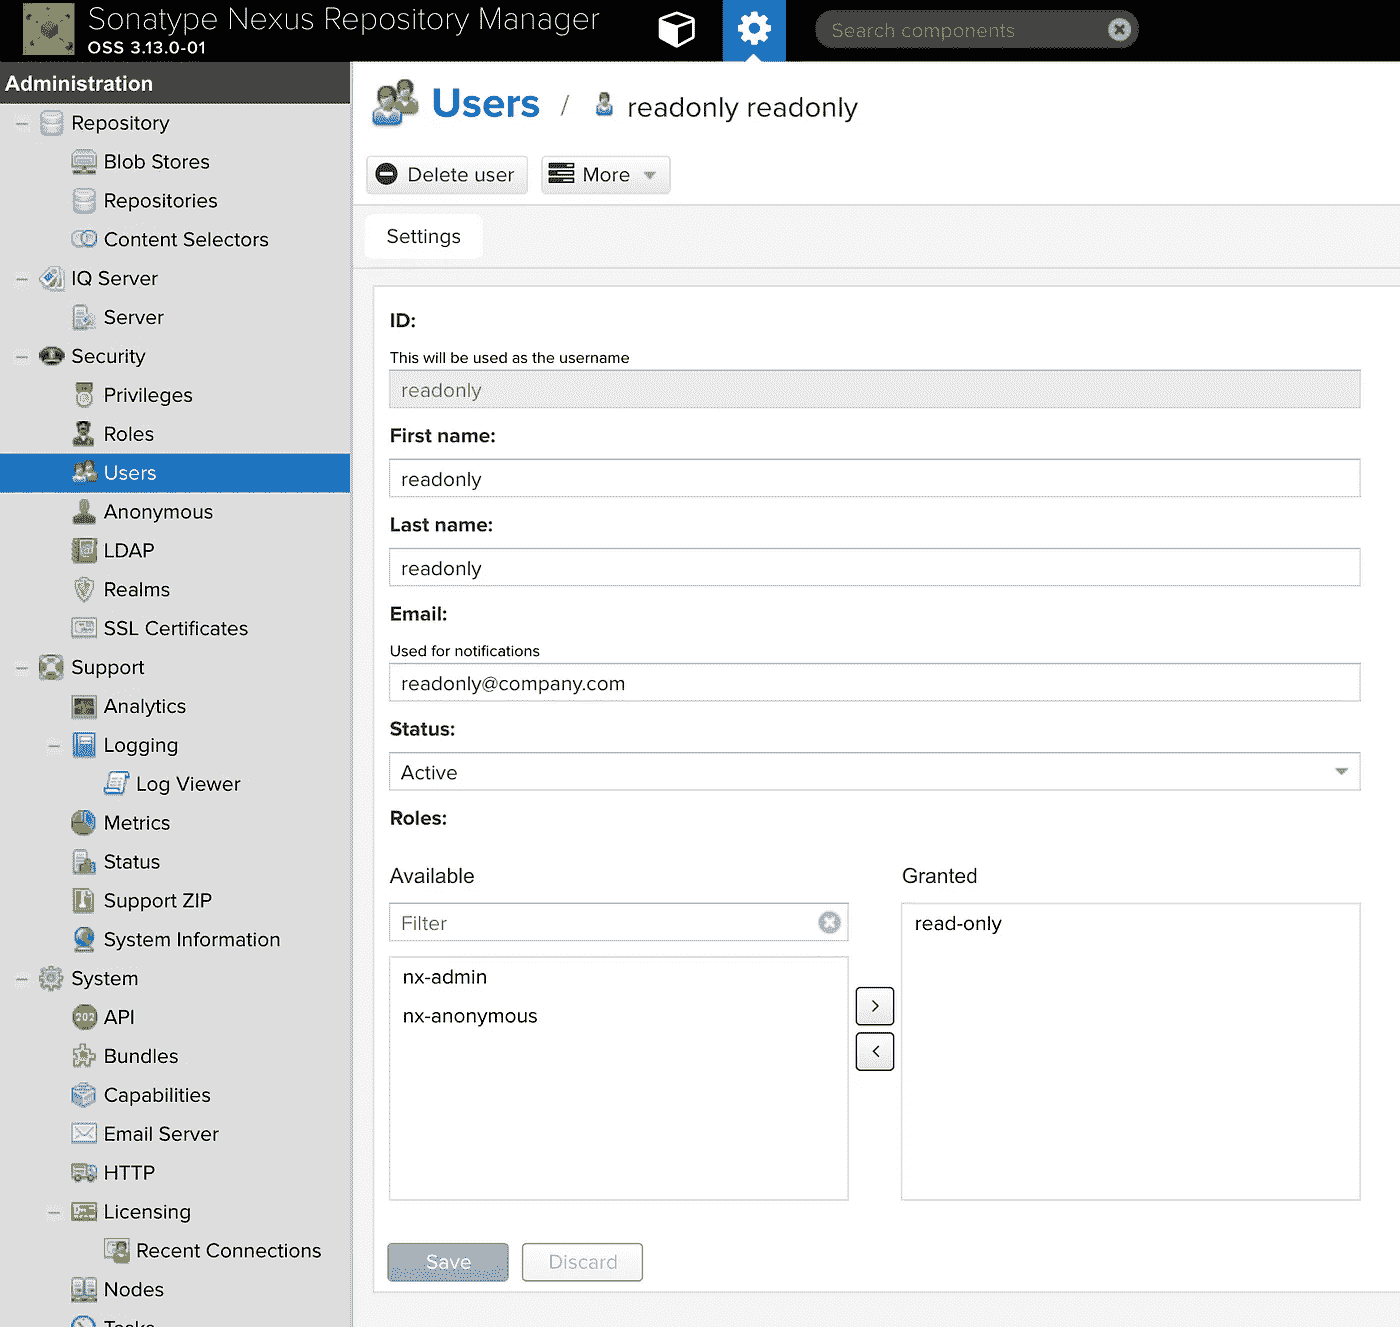 Sonatype Nexus Repository Manager
OSS 3.13.0-01
Search components
Administration
Repository
Blob Stores
Repositories
Content Selectors
IQ Server
Server
Security
Privileges
Roles
Users
Anonymous
LDAP
Realms
SSL Certificates
Support
Analytics
Logging
Log Viewer
Metrics
Status
Support ZIP
System Information
System
202 API
Bundles
Capabilities
Email Server
HTTP
Licensing
Recent Connections
Nodes
Tasks
Users / readonly readonly
Delete user
More
Settings
ID:
This will be used as the username
readonly
First name:
readonly
Last name:
readonly
Email:
Used for notifications
readonly@company.com
Status:
Active
Roles:
Available
Filter
nx-admin
nx-anonymous
>
<
Granted
read-only
Save
Discard